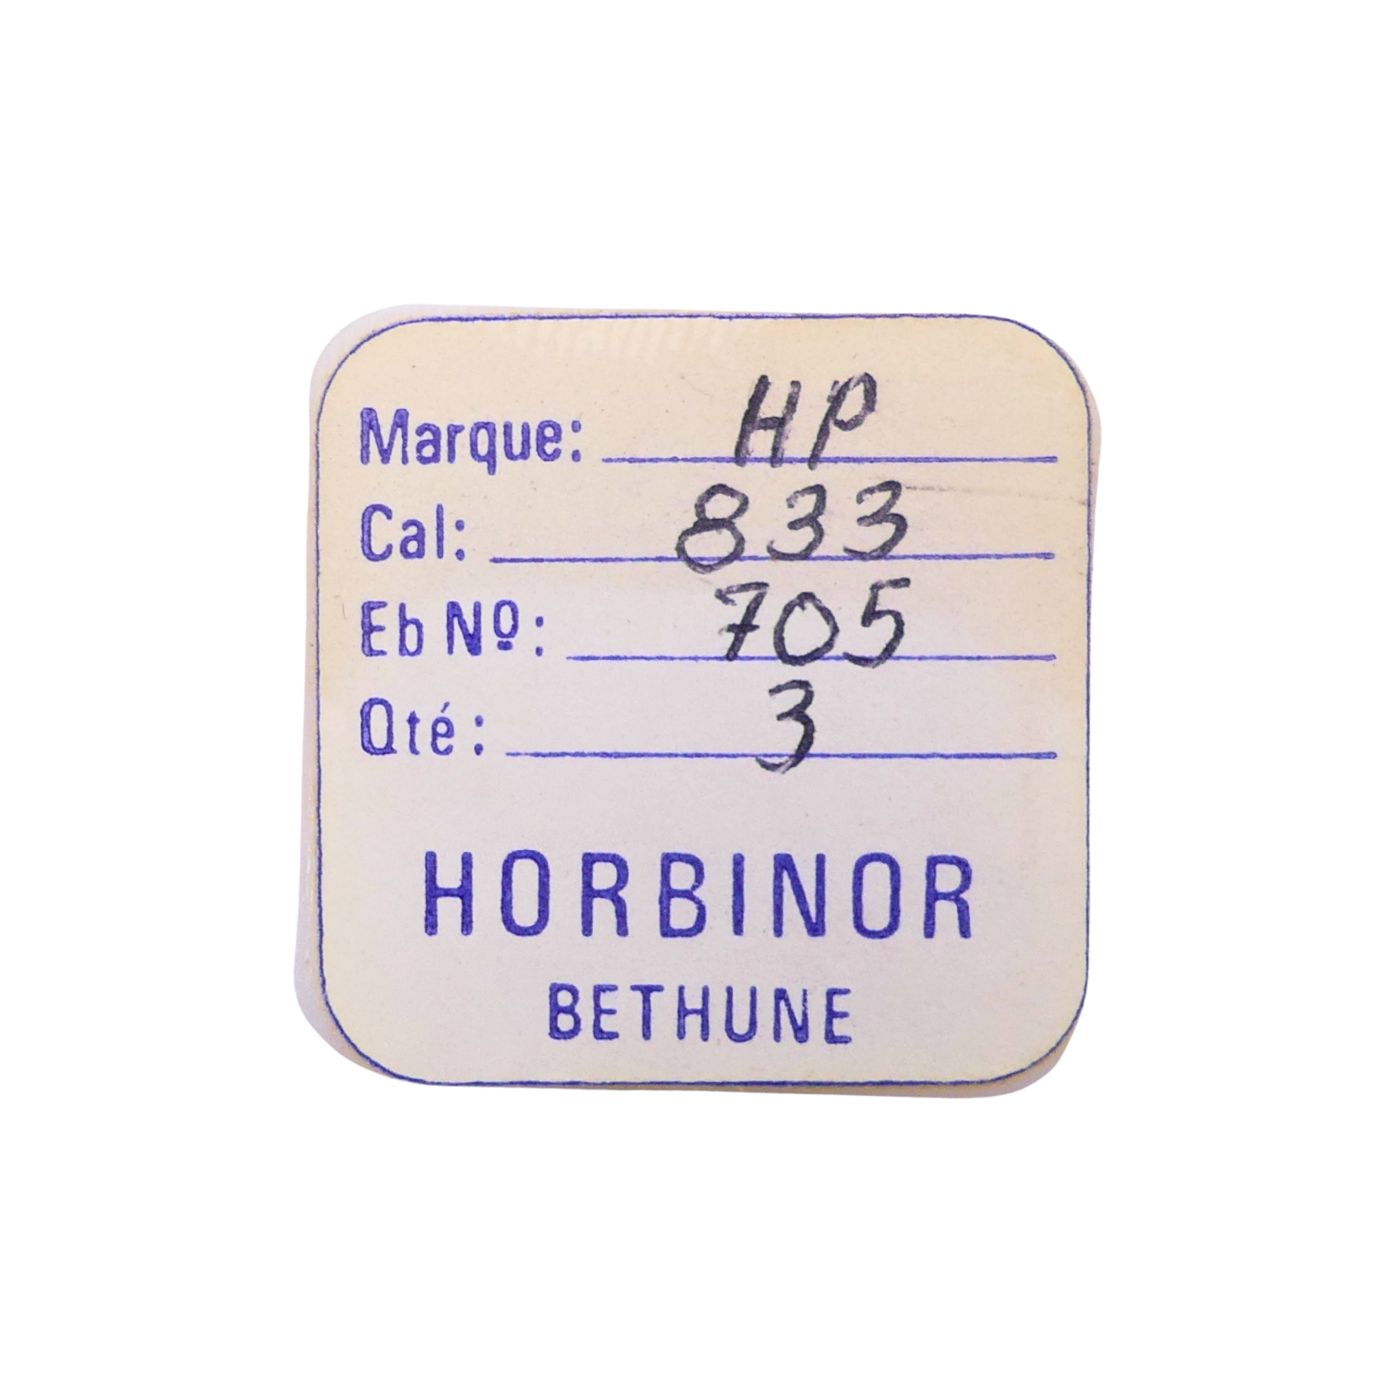 Marque: HP
Cal: 833
Eb Nº: 705
Qté: 3
HORBINOR
BETHUNE